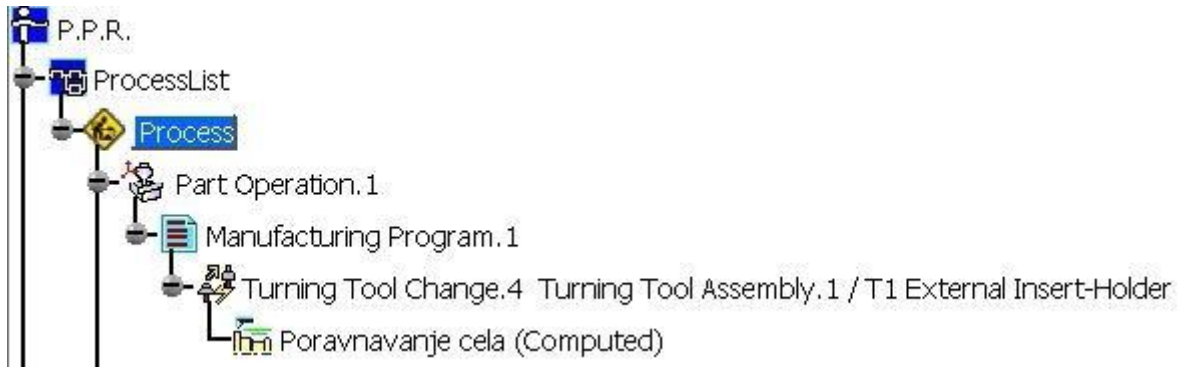 P.P.R.
ProcessList
Process
Part Operation.1
Manufacturing Program.1
Turning Tool Change.4 Turning Tool Assembly.1 / T1 External Insert-Holder
Poravnavanje cela (Computed)